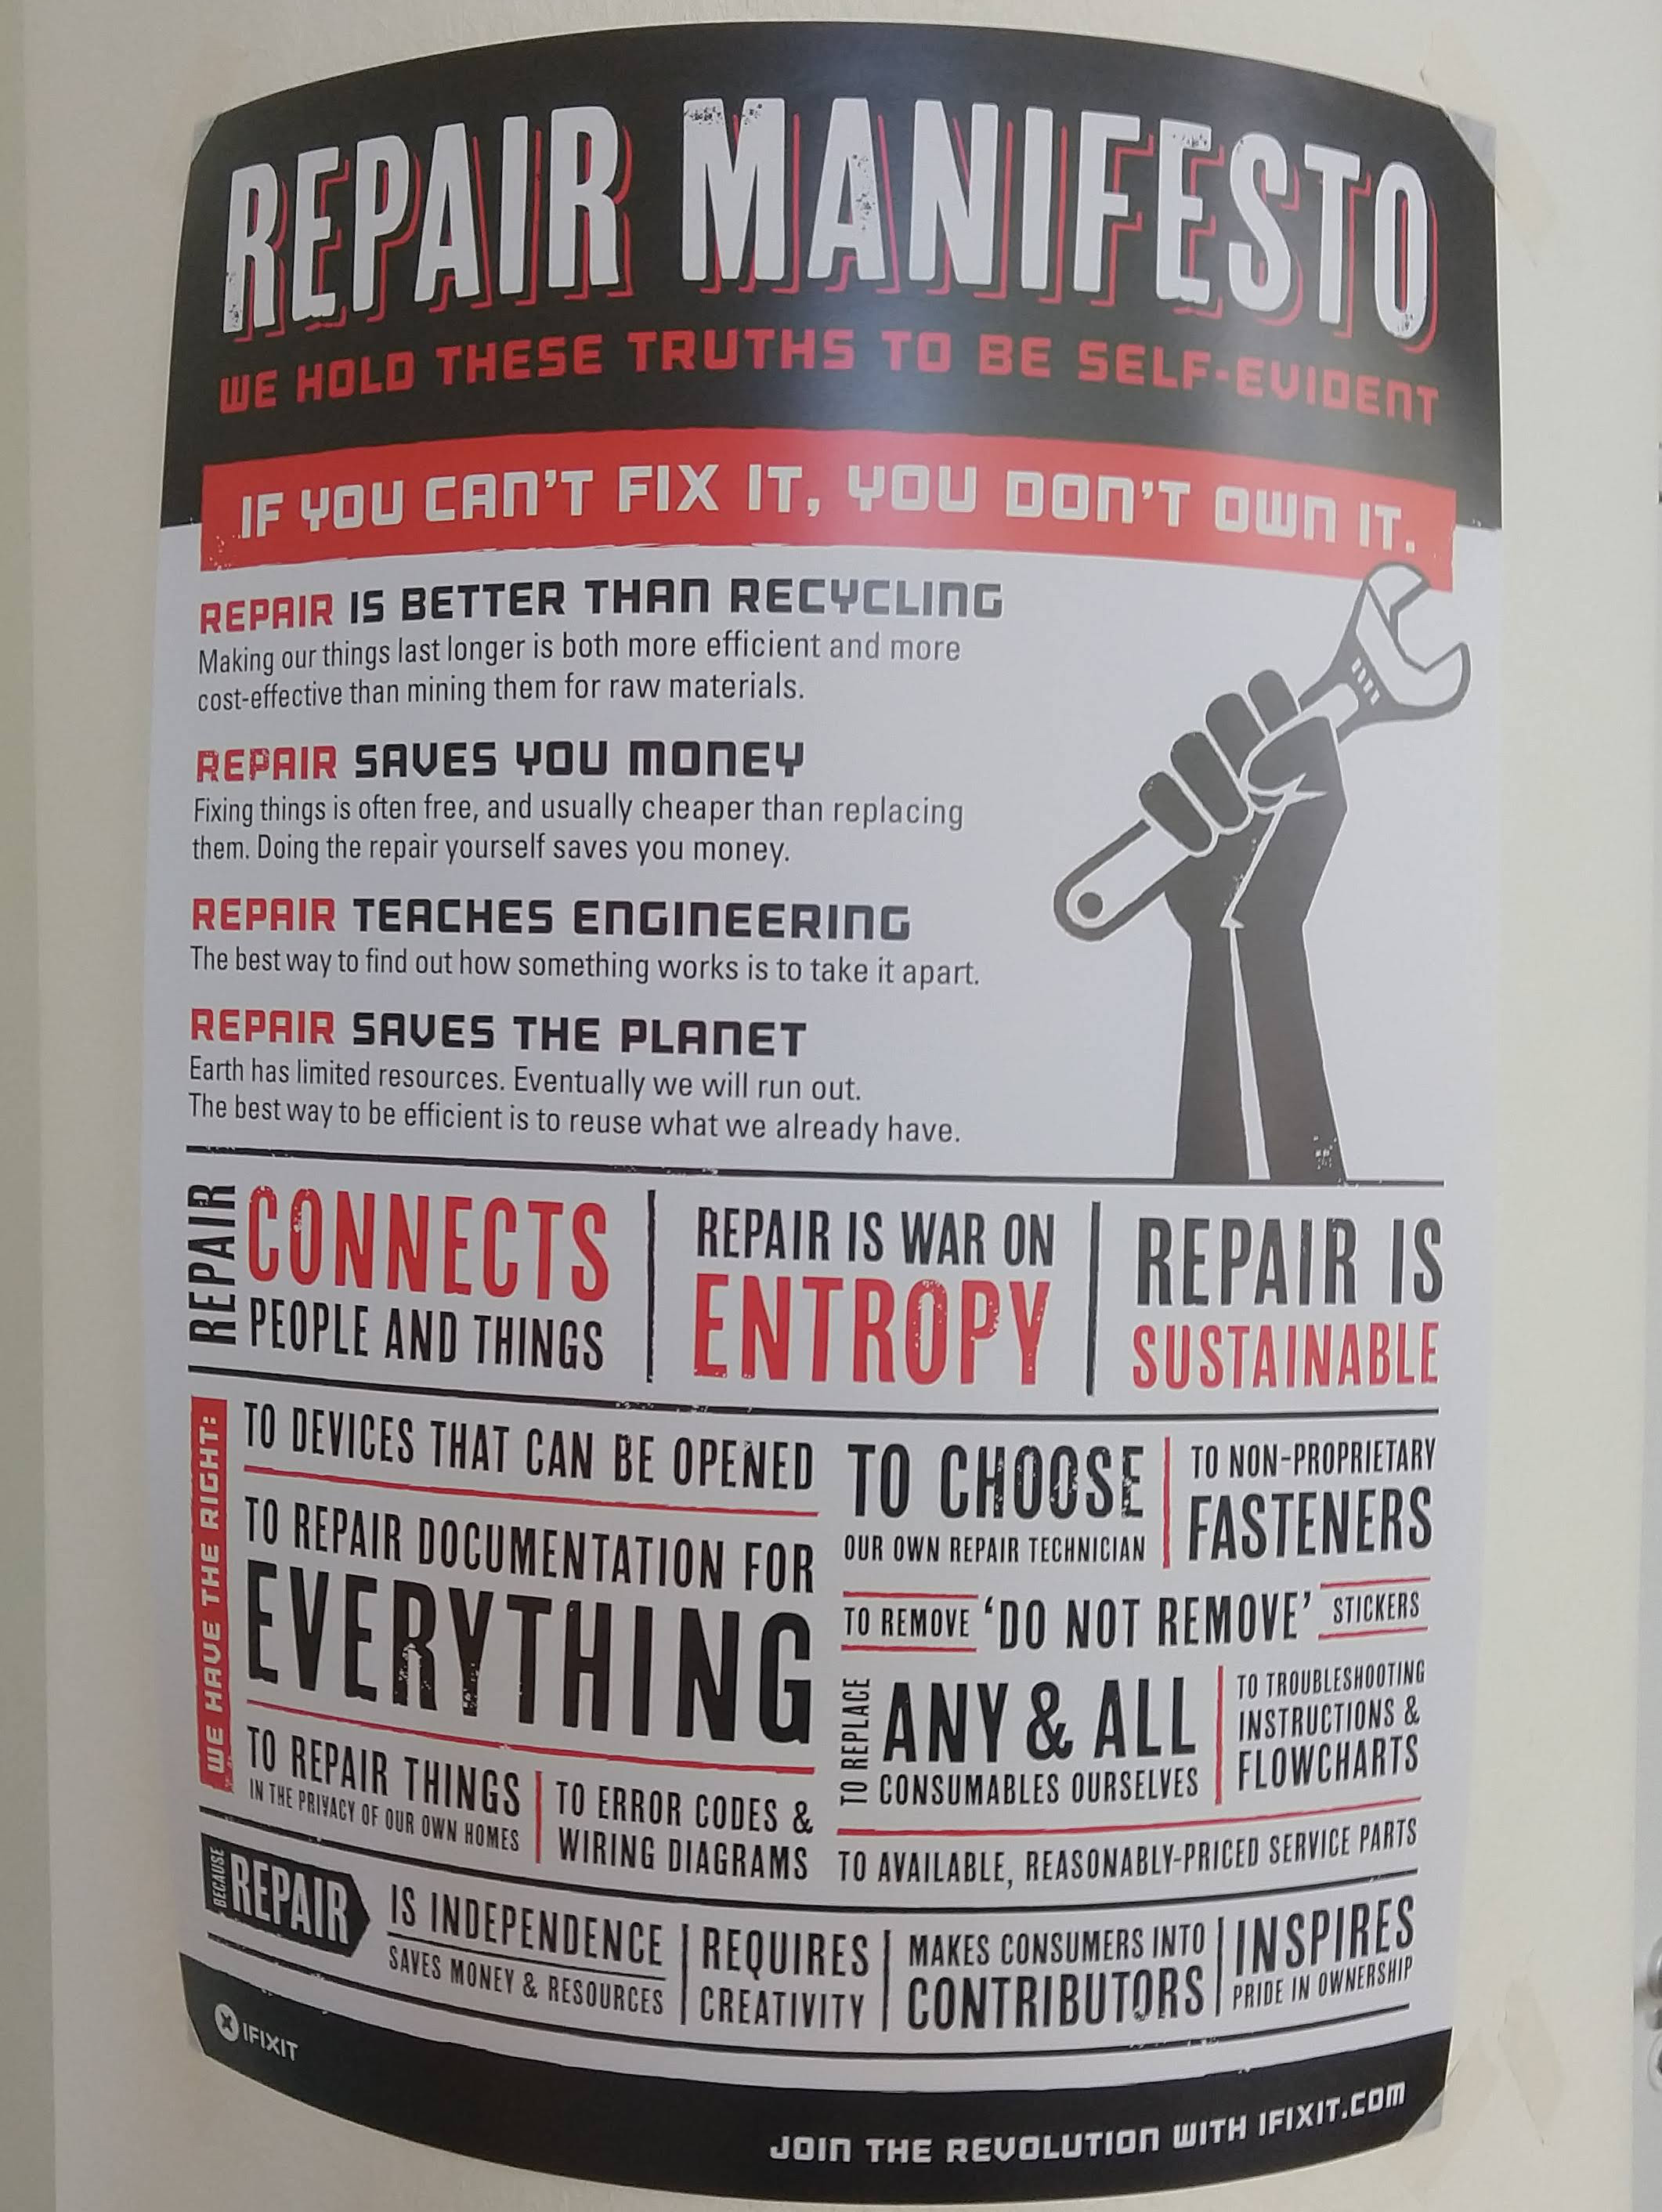 REPAIR MANIFESTO
WE HOLD THESE TRUTHS TO BE SELF-EVIDENT
IF YOU CAN'T FIX IT, YOU DON'T OWN IT.
REPAIR IS BETTER THAN RECYCLING
Making our things last longer is both more efficient and more
cost-effective than mining them for raw materials.
REPAIR SAVES YOU MONEY
Fixing things is often free, and usually cheaper than replacing
them. Doing the repair yourself saves you money.
REPAIR TEACHES ENGINEERING
The best way to find out how something works is to take it apart.
REPAIR SAVES THE PLANET
Earth has limited resources. Eventually we will run out.
The best way to be efficient is to reuse what we already have.
REPAIR
CONNECTS
PEOPLE AND THINGS
REPAIR IS WAR ON
ENTROPY
REPAIR IS
SUSTAINABLE
WE HAVE THE RIGHT:
TO DEVICES THAT CAN BE OPENED
TO REPAIR DOCUMENTATION FOR
EVERYTHING
TO REPAIR THINGS
IN THE PRIVACY OF OUR OWN HOMES
TO ERROR CODES &
WIRING DIAGRAMS
TO CHOOSE
OUR OWN REPAIR TECHNICIAN
TO NON-PROPRIETARY
FASTENERS
TO REMOVE 'DO NOT REMOVE' STICKERS
TO REPLACE
ANY & ALL
CONSUMABLES OURSELVES
TO TROUBLESHOOTING
INSTRUCTIONS &
FLOWCHARTS
TO AVAILABLE, REASONABLY-PRICED SERVICE PARTS
BECAUSE
REPAIR
IS INDEPENDENCE
SAVES MONEY & RESOURCES
REQUIRES
CREATIVITY
MAKES CONSUMERS INTO
CONTRIBUTORS
INSPIRES
PRIDE IN OWNERSHIP
IFIXIT
JOIN THE REVOLUTION WITH IFIXIT.COM